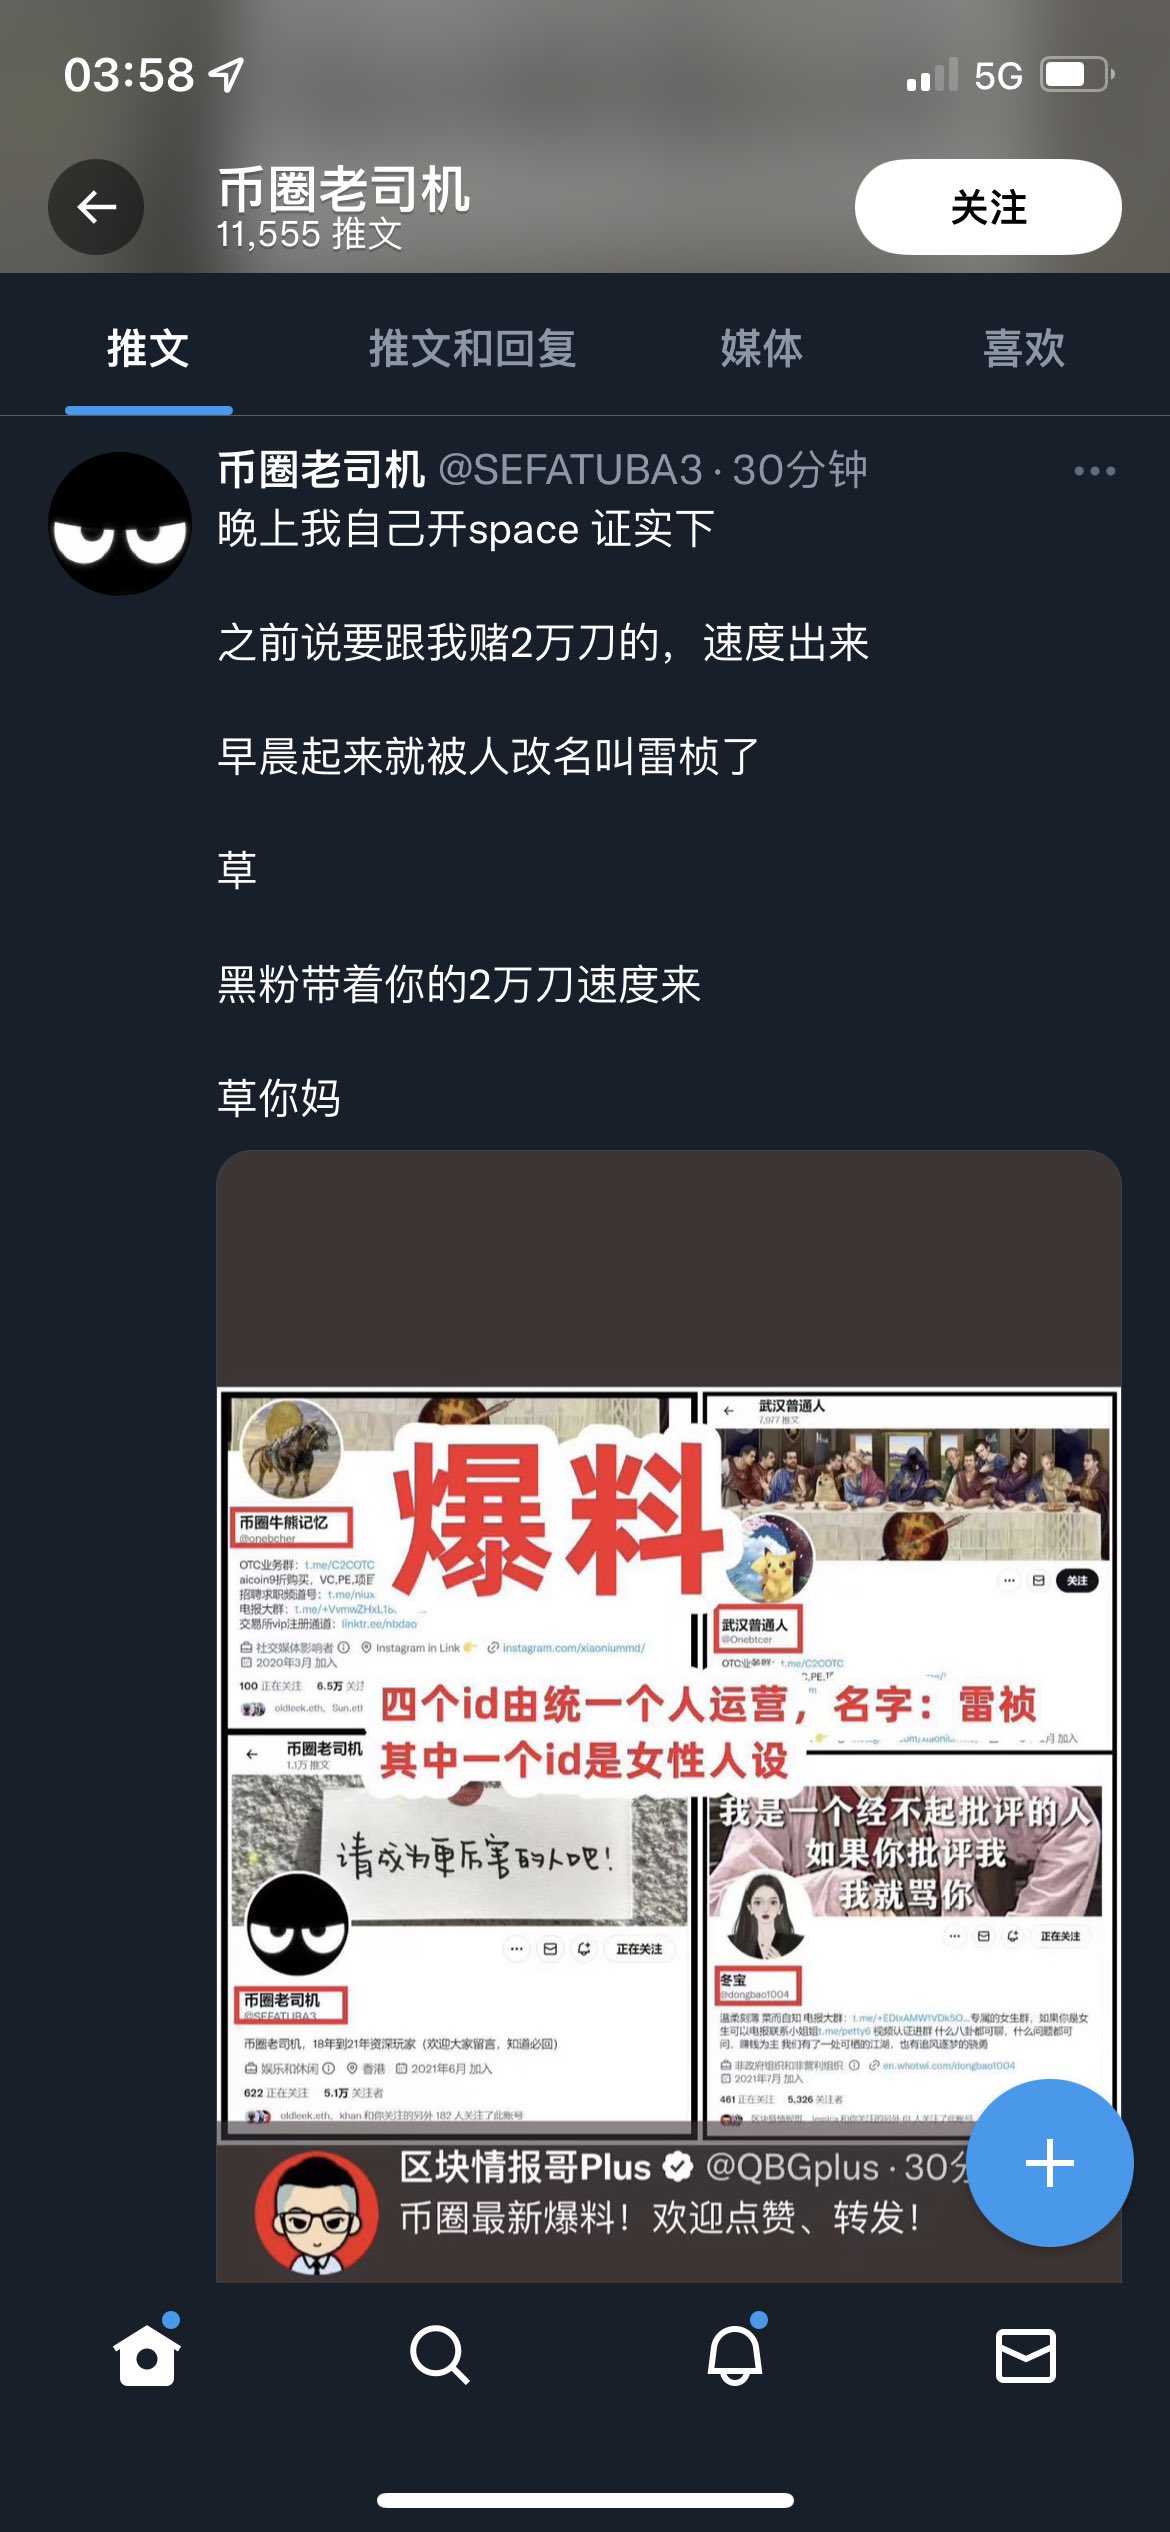 03:58
5G
币圈老司机
11,555 推文
关注
推文
推文和回复
媒体
喜欢
币圈老司机 @SEFATUBA3 · 30分钟
晚上我自己开space 证实下
之前说要跟我赌2万刀的，速度出来
早晨起来就被人改名叫雷桢了
草
黑粉带着你的2万刀速度来
草你妈
爆料
币圈牛熊记忆
@onebcher
OTC业务群：t.me/C2COTC
aicoin9折购买，VC,PE,项目
招聘求职频道号：t.me/niux
电报大群：t.me/+VvmwZHxL1
交易所vip注册通道：linktr.ee/nbdao
社交媒体影响者 Instagram in Link instagram.com/xiaoniummd/
2020年3月 加入
100 正在关注 6.5万 关注
oldleek.eth、Sun.etl
武汉普通人
7,977 推文
关注
武汉普通人
@Onebtcer
OTC业务群：t.me/C2COTC
月 加入
四个id由统一个人运营，名字：雷祯
其中一个id是女性人设
币圈老司机
1.1万 推文
请成为更厉害的人吧！
正在关注
币圈老司机
@SEFATUBA3
币圈老司机，18年到21年资深玩家（欢迎大家留言，知道必回）
娱乐和休闲 香港 2021年6月 加入
622 正在关注 5.1万 关注者
oldleek.eth、khan 和你关注的另外 182 人关注了此账号
我是一个经不起批评的人
如果你批评我
我就骂你
正在关注
冬宝
@dongbao1004
温柔刻薄 菜而自知 电报大群：t.me/+EDIxAMW1VDk5O...专属的女生群，如果你是女
生可以电报联系小姐姐t.me/petty6 视频认证进群 什么八卦都可聊，什么问题都可
问，赚钱为主 我们有了一处可栖的江湖，也有追风逐梦的骁勇
非政府组织和非营利组织 en.whotwi.com/dongbao1004
2021年7月 加入
461 正在关注 5,326 关注者
区块链情报哥、Jessica 和你关注的另外 61 人关注了此账号
区块情报哥Plus @QBGplus · 30分
币圈最新爆料！欢迎点赞、转发！